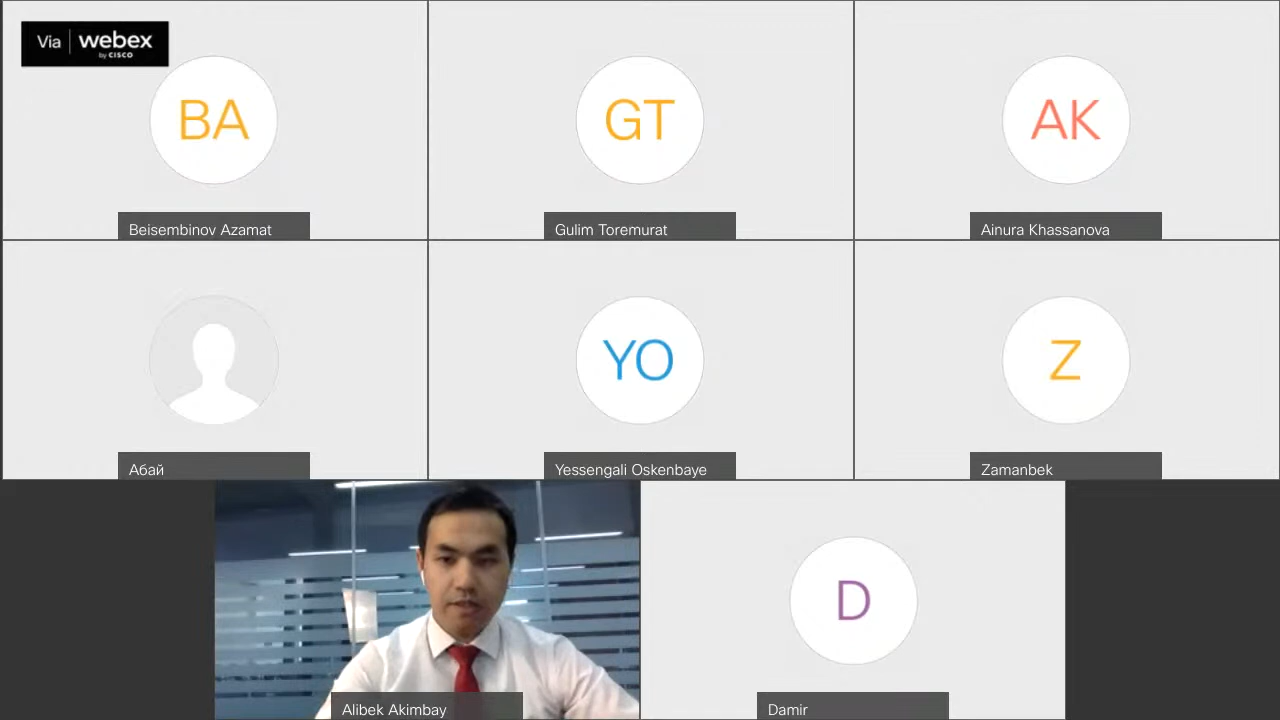 Via webex
by CISCO
BA
GT
AK
Beisembinov Azamat
Gulim Toremurat
Ainura Khassanova
YO
Z
Абай
Yessengali Oskenbaye
Zamanbek
D
Alibek Akimbay
Damir